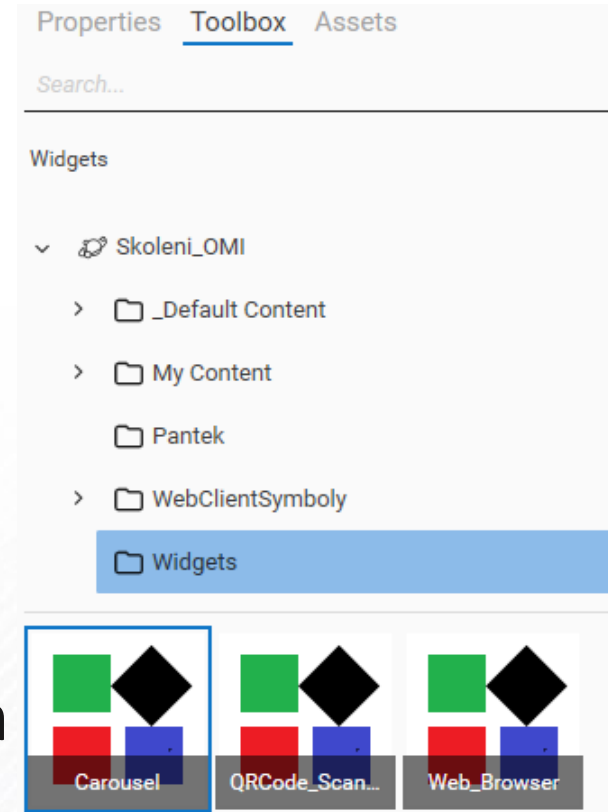 Properties Toolbox Assets
Search...
Widgets
Skoleni_OMI
_Default Content
My Content
Pantek
WebClientSymboly
Widgets
Carousel QRCode_Scan... Web_Browser